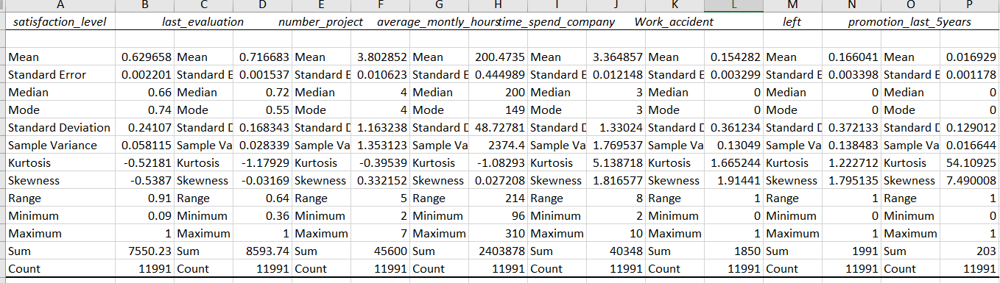 A B C D E F G H I J K L M N O P
satisfaction_level last_evaluation number_project average_montly_hours time_spend_company Work_accident left promotion_last_5years
Mean 0.629658 Mean 0.716683 Mean 3.802852 Mean 200.4735 Mean 3.364857 Mean 0.154282 Mean 0.166041 Mean 0.016929
Standard Error 0.002201 Standard E 0.001537 Standard E 0.010623 Standard E 0.444989 Standard E 0.012148 Standard E 0.003299 Standard E 0.003398 Standard E 0.001178
Median 0.66 Median 0.72 Median 4 Median 200 Median 3 Median 0 Median 0 Median 0
Mode 0.74 Mode 0.55 Mode 4 Mode 149 Mode 3 Mode 0 Mode 0 Mode 0
Standard Deviation 0.24107 Standard D 0.168343 Standard D 1.163238 Standard D 48.72781 Standard D 1.33024 Standard D 0.361234 Standard D 0.372133 Standard D 0.129012
Sample Variance 0.058115 Sample Va 0.028339 Sample Va 1.353123 Sample Va 2374.4 Sample Va 1.769537 Sample Va 0.13049 Sample Va 0.138483 Sample Va 0.016644
Kurtosis -0.52181 Kurtosis -1.17929 Kurtosis -0.39539 Kurtosis -1.08293 Kurtosis 5.138718 Kurtosis 1.665244 Kurtosis 1.222712 Kurtosis 54.10925
Skewness -0.5387 Skewness -0.03169 Skewness 0.332152 Skewness 0.027208 Skewness 1.816577 Skewness 1.91441 Skewness 1.795135 Skewness 7.490008
Range 0.91 Range 0.64 Range 5 Range 214 Range 8 Range 1 Range 1 Range 1
Minimum 0.09 Minimum 0.36 Minimum 2 Minimum 96 Minimum 2 Minimum 0 Minimum 0 Minimum 0
Maximum 1 Maximum 1 Maximum 7 Maximum 310 Maximum 10 Maximum 1 Maximum 1 Maximum 1
Sum 7550.23 Sum 8593.74 Sum 45600 Sum 2403878 Sum 40348 Sum 1850 Sum 1991 Sum 203
Count 11991 Count 11991 Count 11991 Count 11991 Count 11991 Count 11991 Count 11991 Count 11991